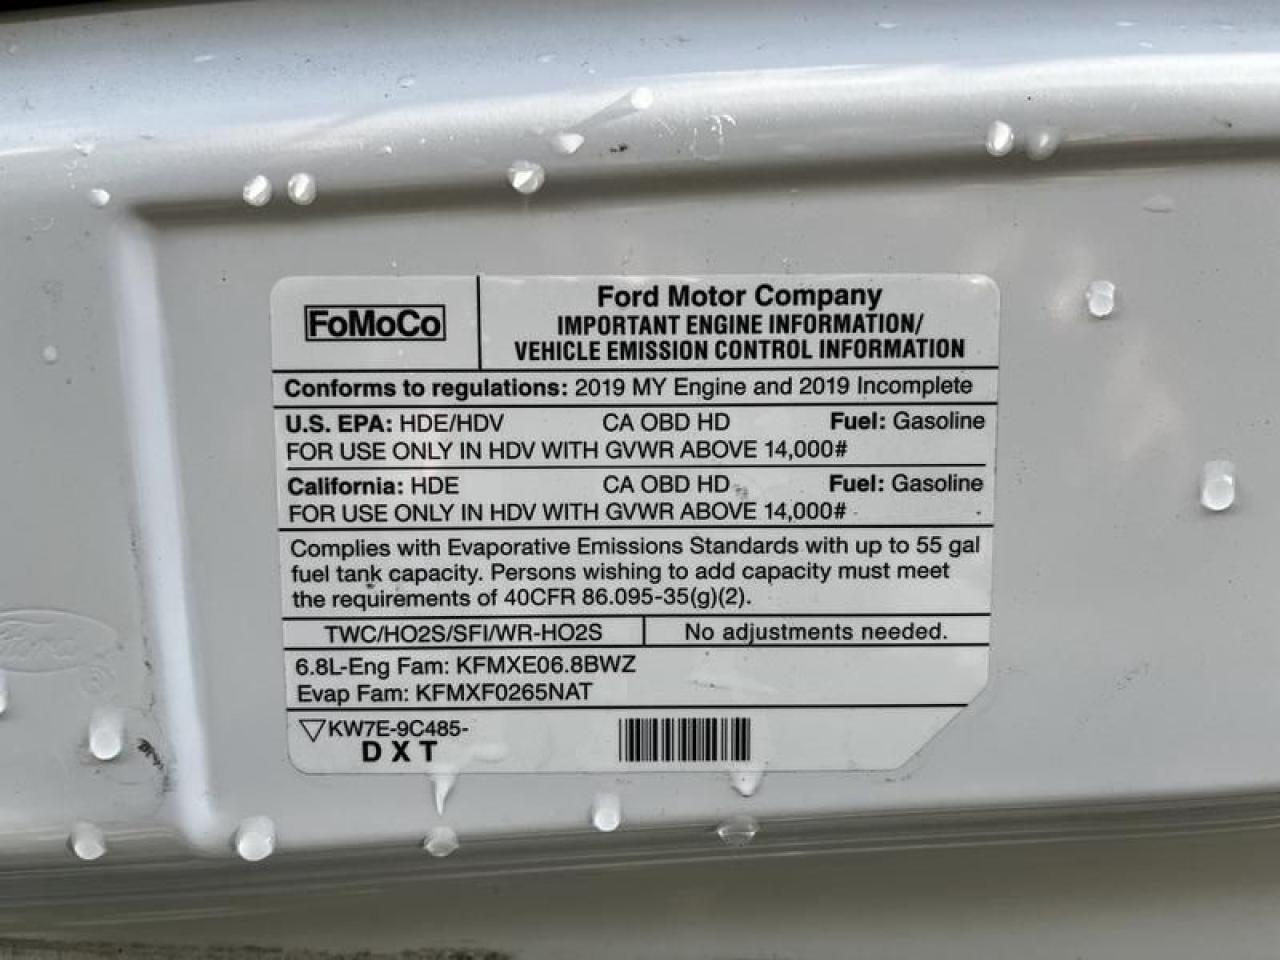 FoMoCo
Ford Motor Company
IMPORTANT ENGINE INFORMATION/
VEHICLE EMISSION CONTROL INFORMATION
Conforms to regulations: 2019 MY Engine and 2019 Incomplete
U.S. EPA: HDE/HDV CA OBD HD Fuel: Gasoline
FOR USE ONLY IN HDV WITH GVWR ABOVE 14,000#
California: HDE CA OBD HD Fuel: Gasoline
FOR USE ONLY IN HDV WITH GVWR ABOVE 14,000#
Complies with Evaporative Emissions Standards with up to 55 gal
fuel tank capacity. Persons wishing to add capacity must meet
the requirements of 40CFR 86.095-35(g)(2).
TWC/HO2S/SFI/WR-HO2S No adjustments needed.
6.8L-Eng Fam: KFMXE06.8BWZ
Evap Fam: KFMXF0265NAT
▽KW7E-9C485-
DXT
Ford